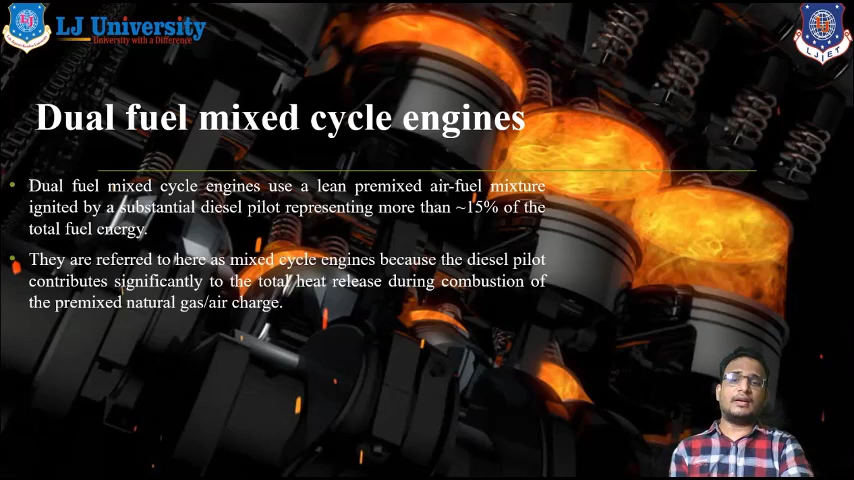 LJ University
University with a Difference
LJIET
Dual fuel mixed cycle engines
Dual fuel mixed cycle engines use a lean premixed air-fuel mixture
ignited by a substantial diesel pilot representing more than ~15% of the
total fuel energy.
They are referred to here as mixed cycle engines because the diesel pilot
contributes significantly to the total heat release during combustion of
the premixed natural gas/air charge.